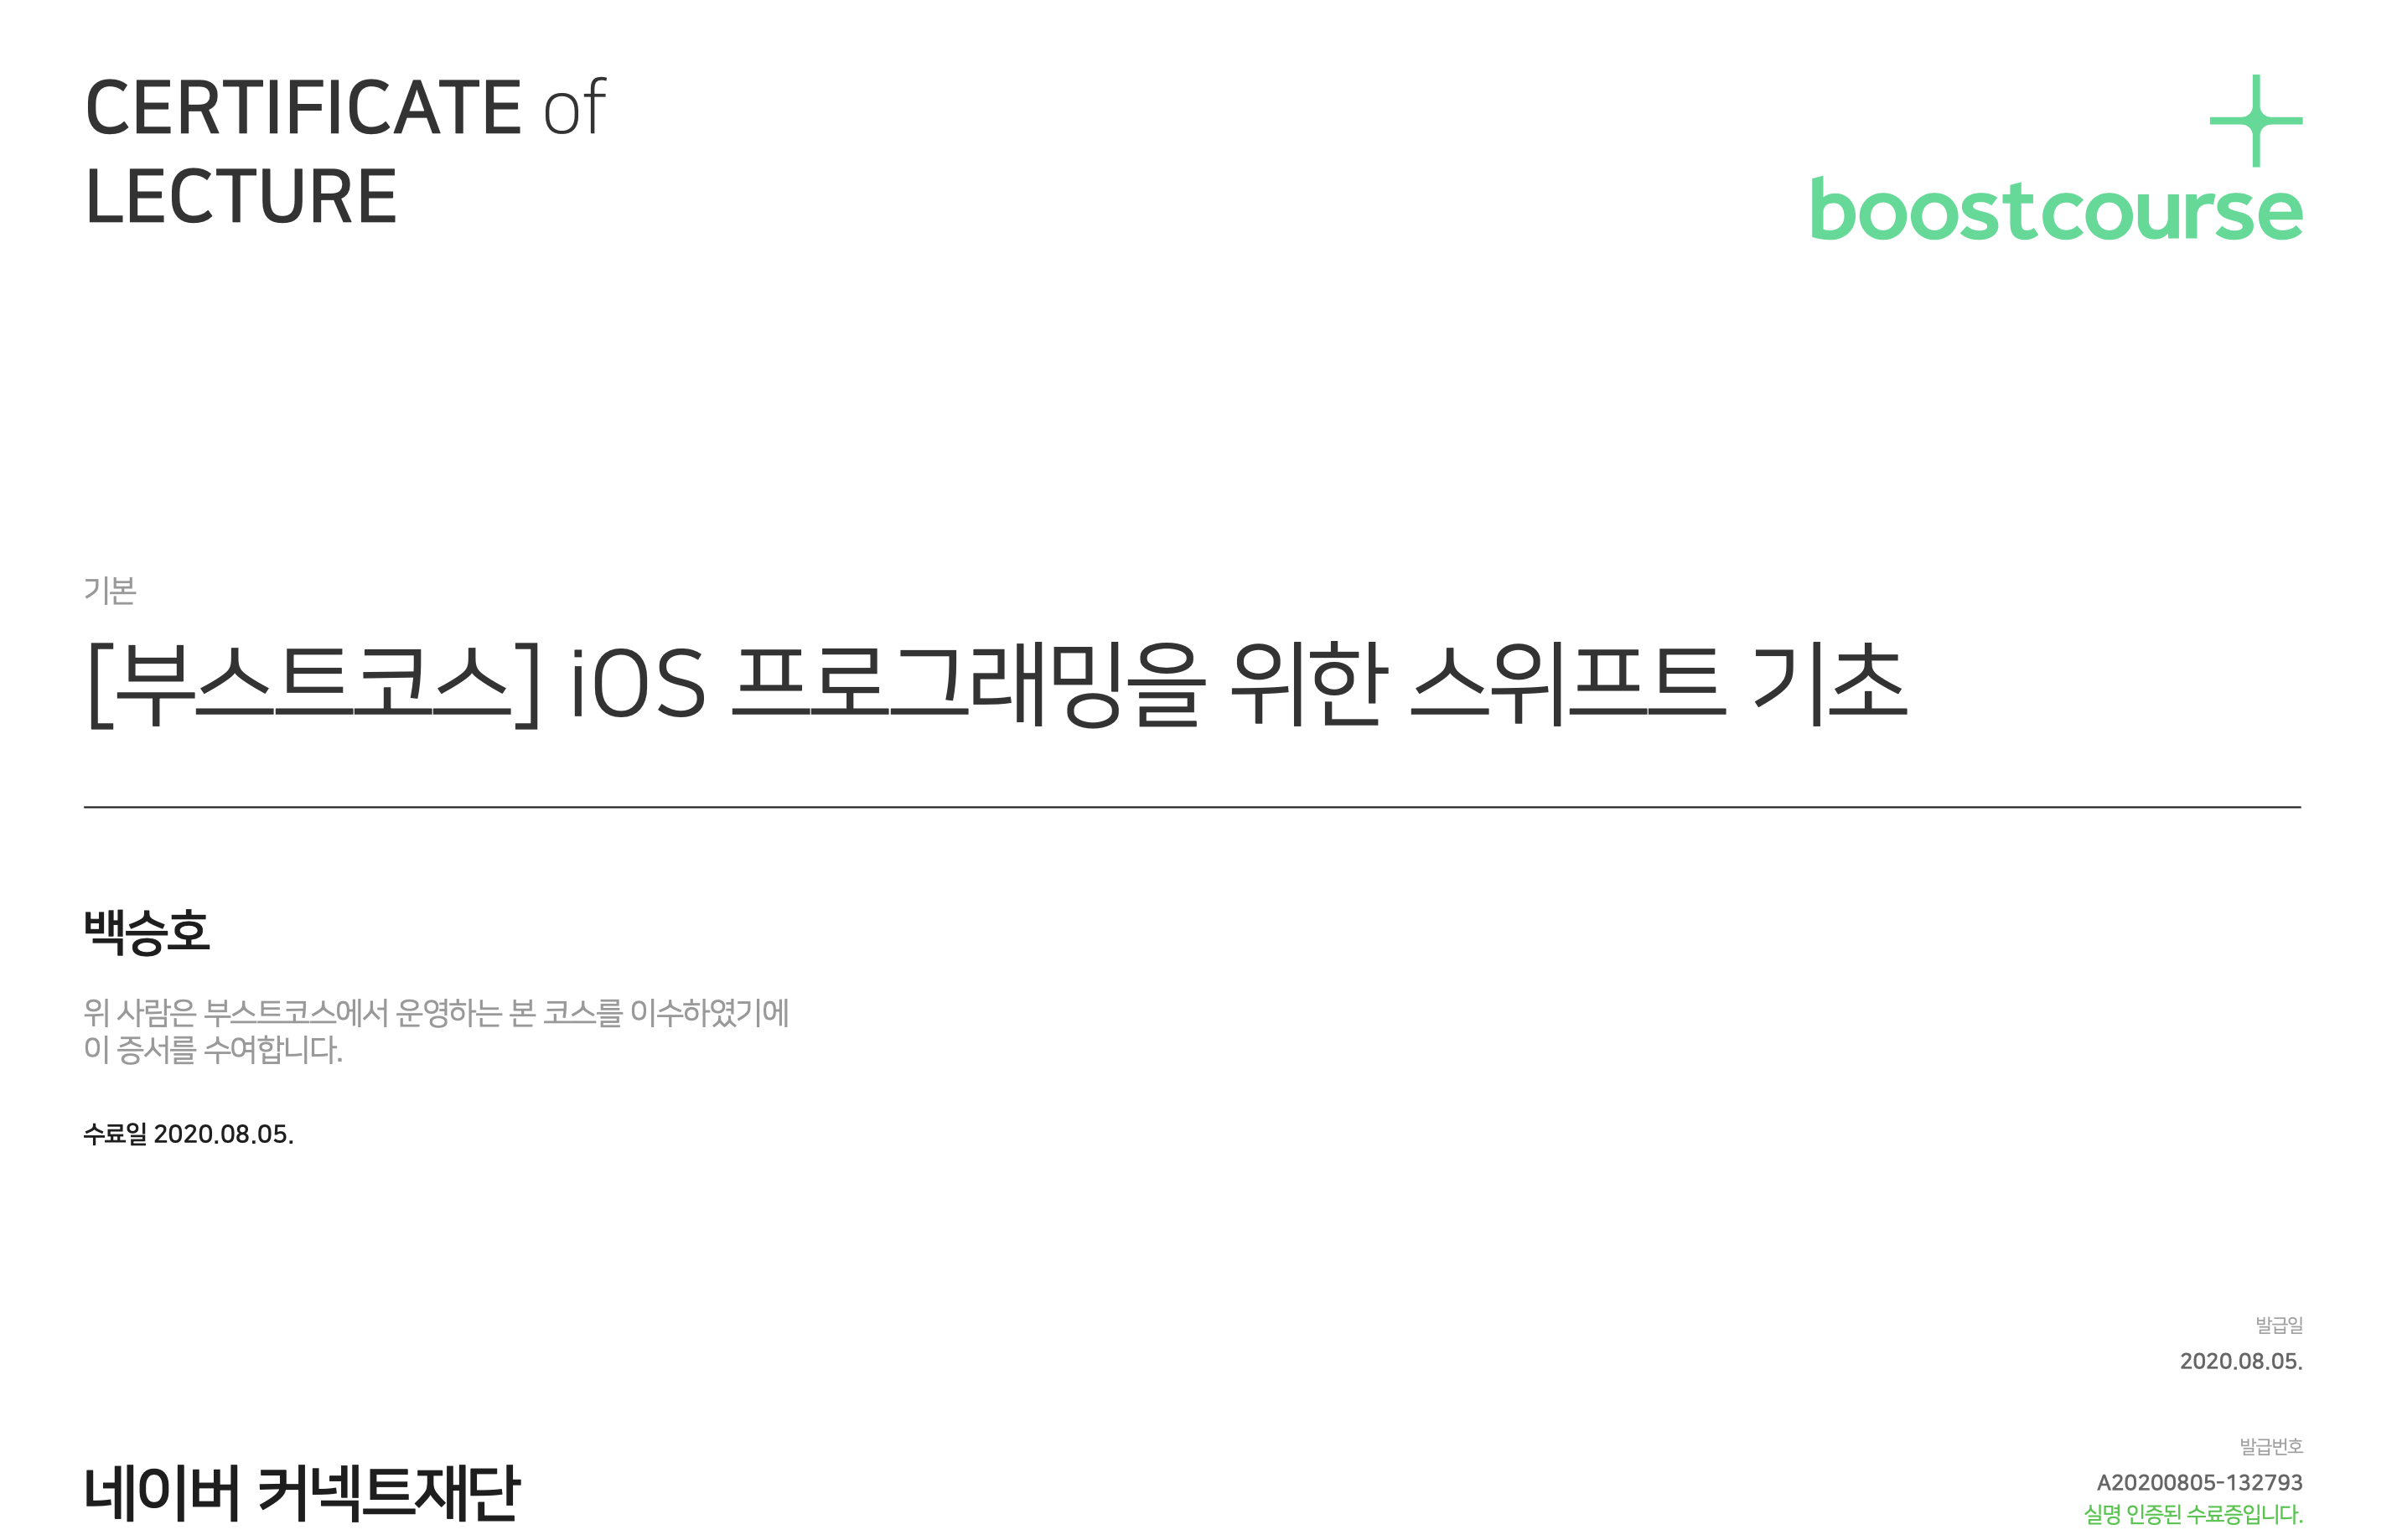 CERTIFICATE of
LECTURE
boostcourse
기본
[부스트코스] iOS 프로그래밍을 위한 스위프트 기초
백승호
위 사람은 부스트코스에서 운영하는 본 코스를 이수하였기에
이 증서를 수여합니다.
수료일 2020.08.05.
발급일
2020.08.05.
발급번호
A20200805-132793
실명 인증된 수료증입니다.
네이버 커넥트재단